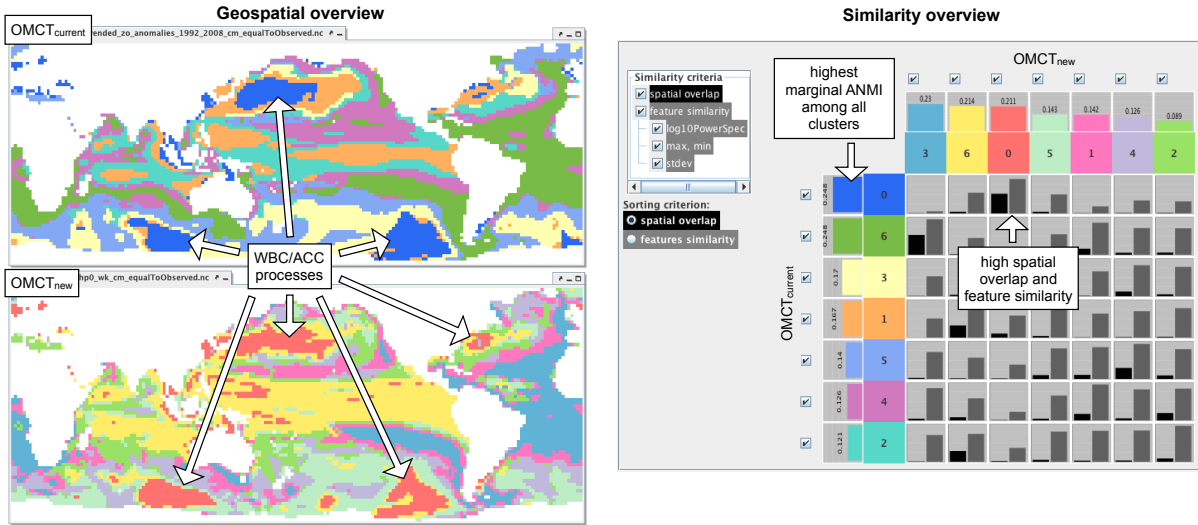 Geospatial overview
OMCTcurrent
ended_zo_anomalies_1992_2008_cm_equalToObserved.nc
WBC/ACC
processes
OMCTnew
hp0_wk_cm_equalToObserved.nc
Similarity overview
OMCTnew
Similarity criteria
spatial overlap
feature similarity
log10PowerSpec
max, min
stdev
Sorting criterion:
spatial overlap
features similarity
highest
marginal ANMI
among all
clusters
0.23 0.214 0.211 0.143 0.142 0.126 0.089
3 6 0 5 1 4 2
OMCTcurrent
0.248 0
0.248 6
0.17 3
0.167 1
0.14 5
0.126 4
0.121 2
high spatial
overlap and
feature similarity